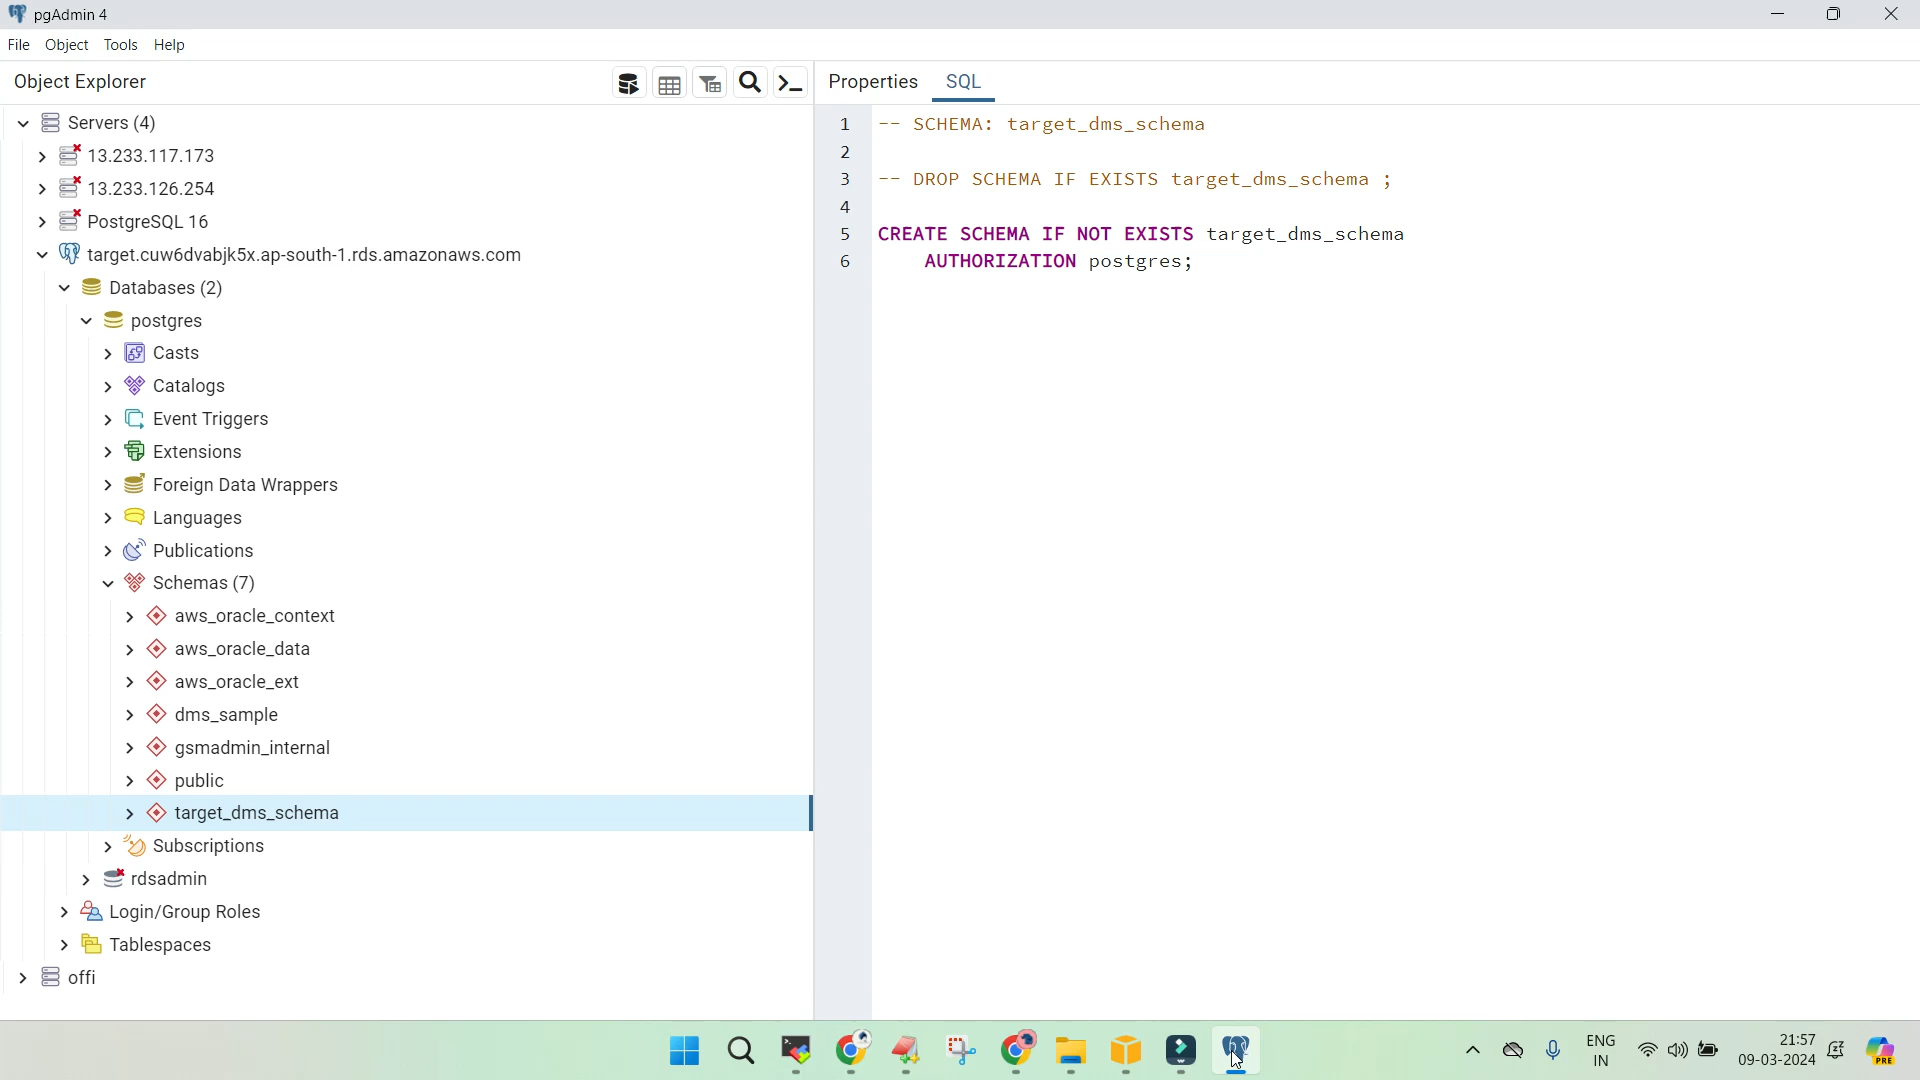 pgAdmin 4
File Object Tools Help
Object Explorer
Servers (4)
13.233.117.173
13.233.126.254
PostgreSQL 16
target.cuw6dvabjk5x.ap-south-1.rds.amazonaws.com
Databases (2)
postgres
Casts
Catalogs
Event Triggers
Extensions
Foreign Data Wrappers
Languages
Publications
Schemas (7)
aws_oracle_context
aws_oracle_data
aws_oracle_ext
dms_sample
gsmadmin_internal
public
target_dms_schema
Subscriptions
rdsadmin
Login/Group Roles
Tablespaces
offi
Properties SQL
1 -- SCHEMA: target_dms_schema
2
3 -- DROP SCHEMA IF EXISTS target_dms_schema ;
4
5 CREATE SCHEMA IF NOT EXISTS target_dms_schema
6 AUTHORIZATION postgres;
ENG
IN
21:57
09-03-2024
PRE